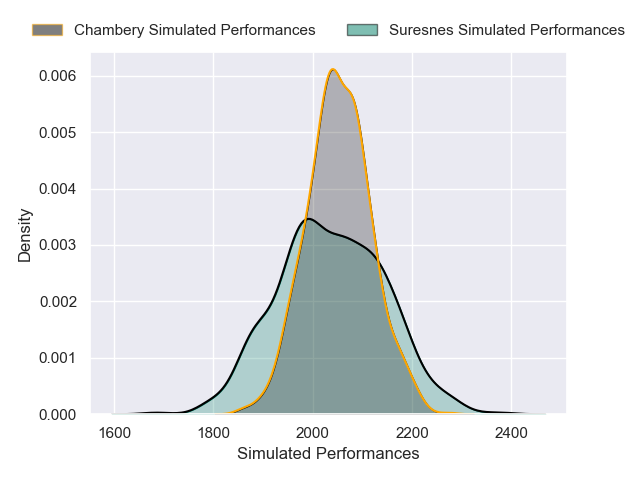 Chambery Simulated Performances
Suresnes Simulated Performances
0.006
0.005
0.004
0.003
0.002
0.001
0.000
Density
1600 1800 2000 2200 2400
Simulated Performances